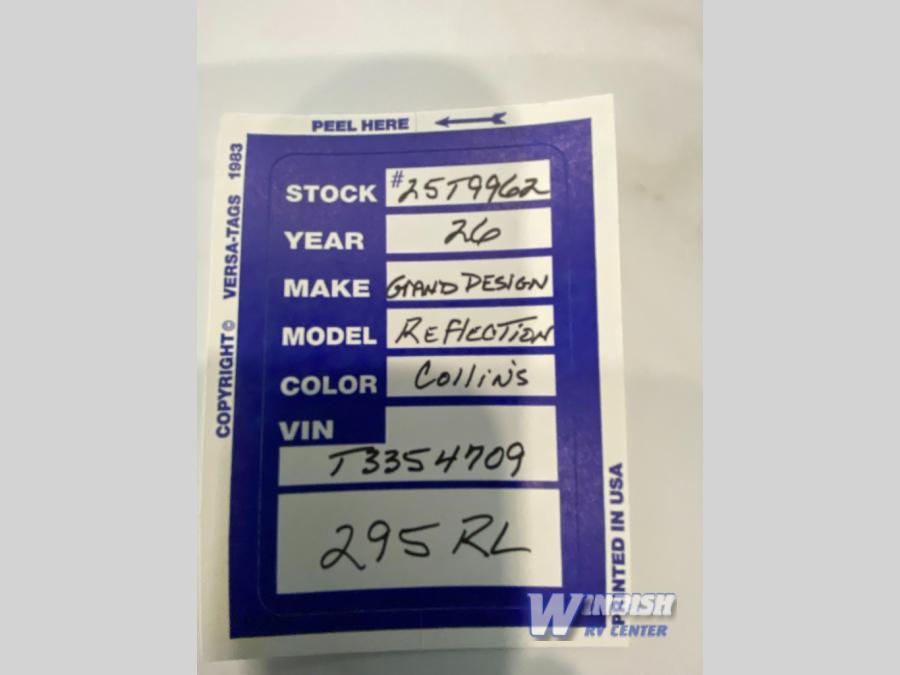 PEEL HERE
COPYRIGHT © VERSA-TAGS 1983
STOCK #25T9962
YEAR 26
MAKE GRAND DESIGN
MODEL REFLECTION
COLOR Collins
VIN
T3354709
295 RL
PRINTED IN USA
WINDISH
RV CENTER